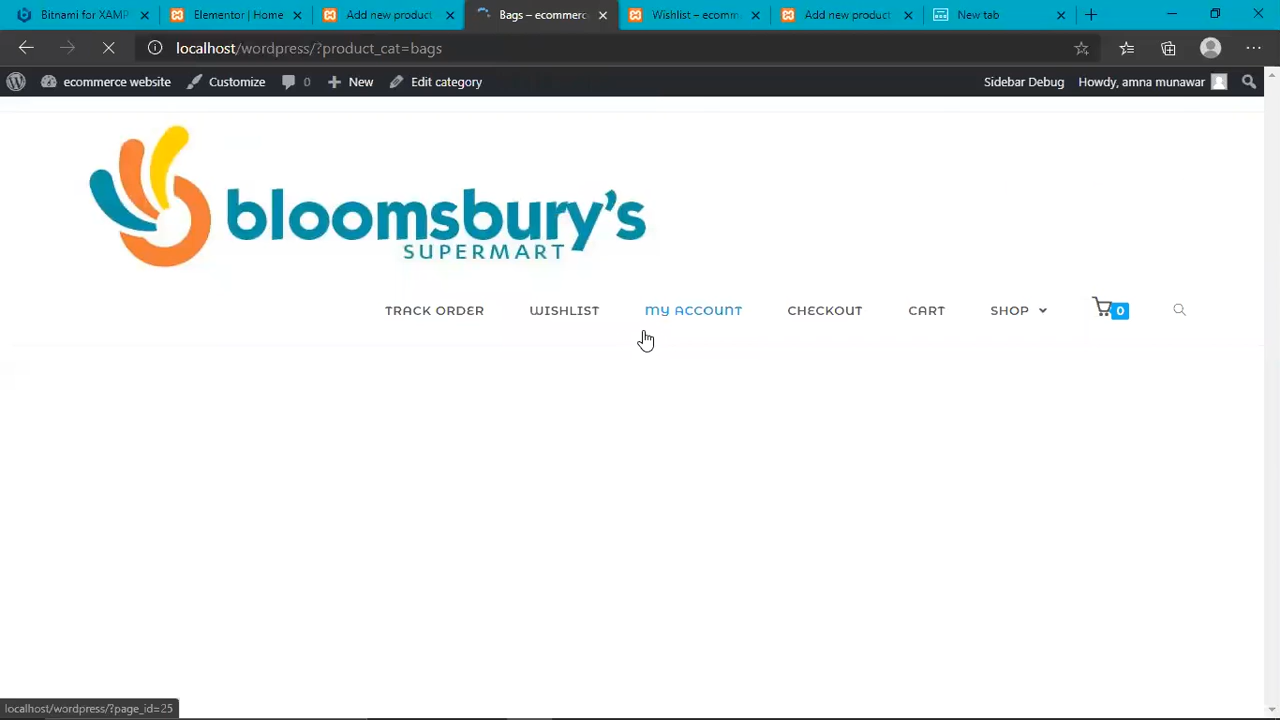 Bitnami for XAMP
Elementor | Home
Add new product
Bags – ecommerc
Wishlist – ecomm
Add new product
New tab
localhost/wordpress/?product_cat=bags
ecommerce website
Customize
0
New
Edit category
Sidebar Debug
Howdy, amna munawar
bloomsbury's
SUPERMART
TRACK ORDER
WISHLIST
MY ACCOUNT
CHECKOUT
CART
SHOP
0
localhost/wordpress/?page_id=25